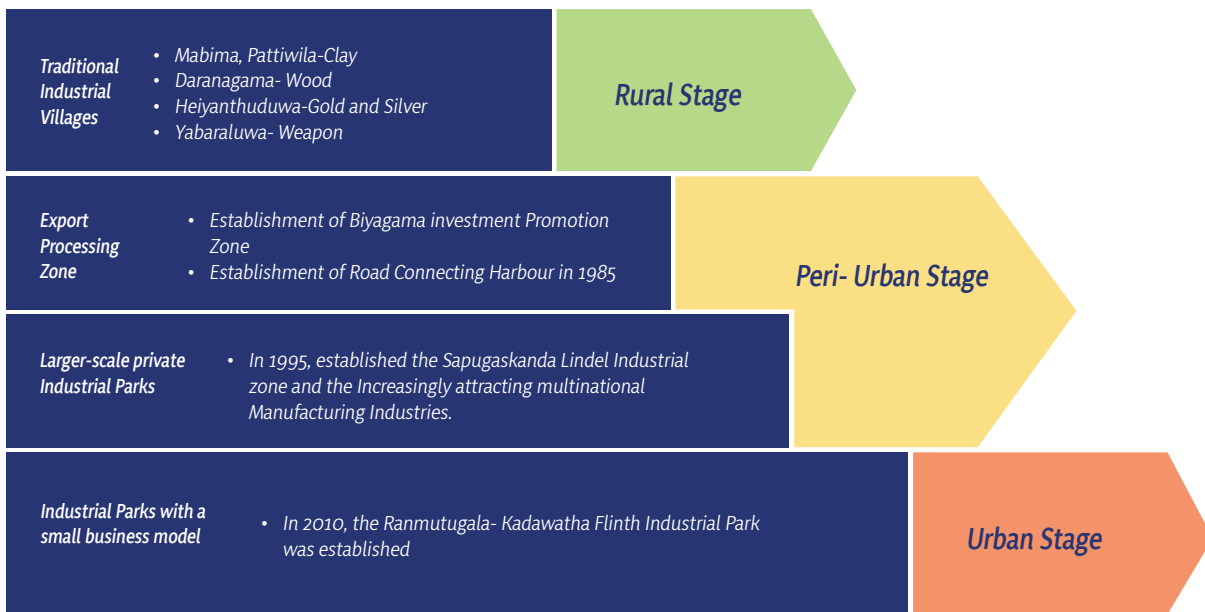 Traditional
Industrial
Villages
• Mabima, Pattiwila-Clay
• Daranagama- Wood
• Heiyanthuduwa-Gold and Silver
• Yabaraluwa- Weapon
Rural Stage
Export
Processing
Zone
• Establishment of Biyagama investment Promotion
Zone
• Establishment of Road Connecting Harbour in 1985
Peri- Urban Stage
Larger-scale private
Industrial Parks
• In 1995, established the Sapugaskanda Lindel Industrial
zone and the Increasingly attracting multinational
Manufacturing Industries.
Industrial Parks with a
small business model
• In 2010, the Ranmutugala- Kadawatha Flinth Industrial Park
was established
Urban Stage